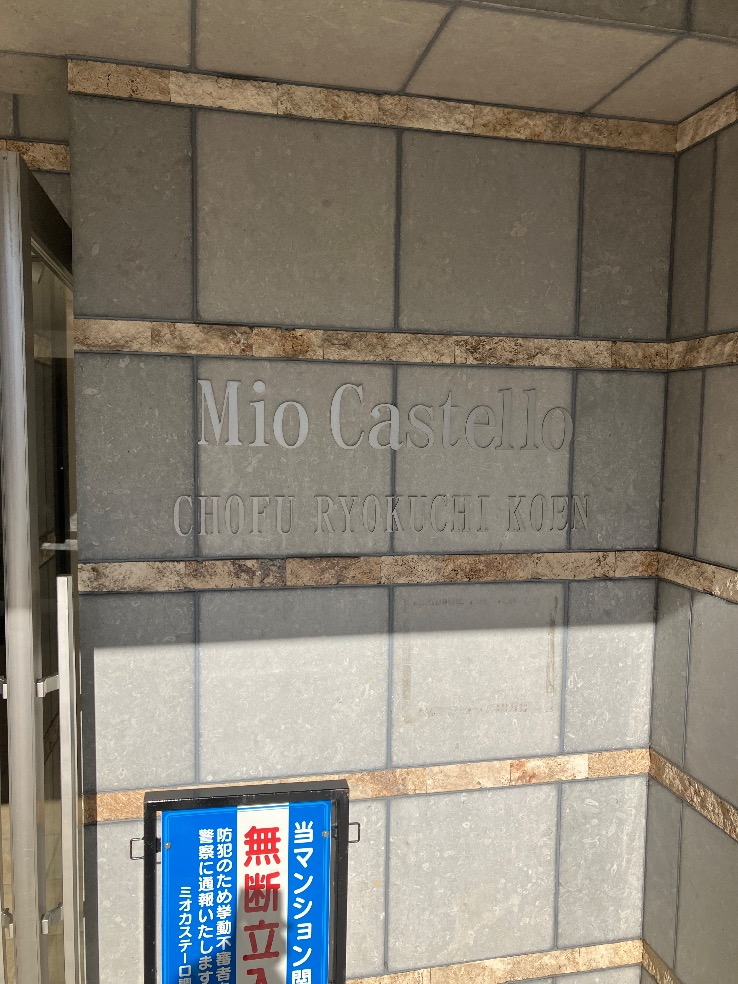 Mio Castello
CHOFU RYOKUCHI KOEN
当マンション関
無断立入
防犯のため挙動不審者
警察に通報いたします
ミオカステーロ調